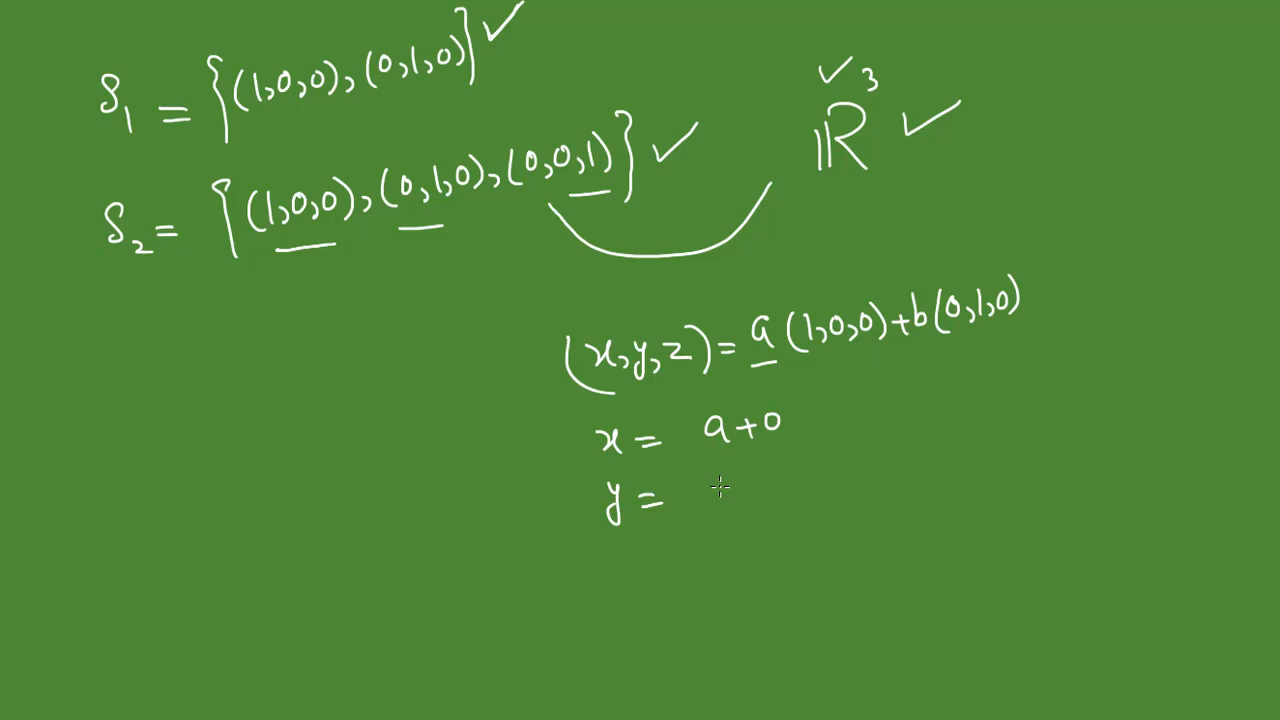 S₁ = {(1,0,0), (0,1,0)} ✓
S₂ = {(1,0,0), (0,1,0), (0,0,1)} ✓
✓ ℝ³ ✓
(x,y,z) = a(1,0,0)+b(0,1,0)
x = a+0
y =